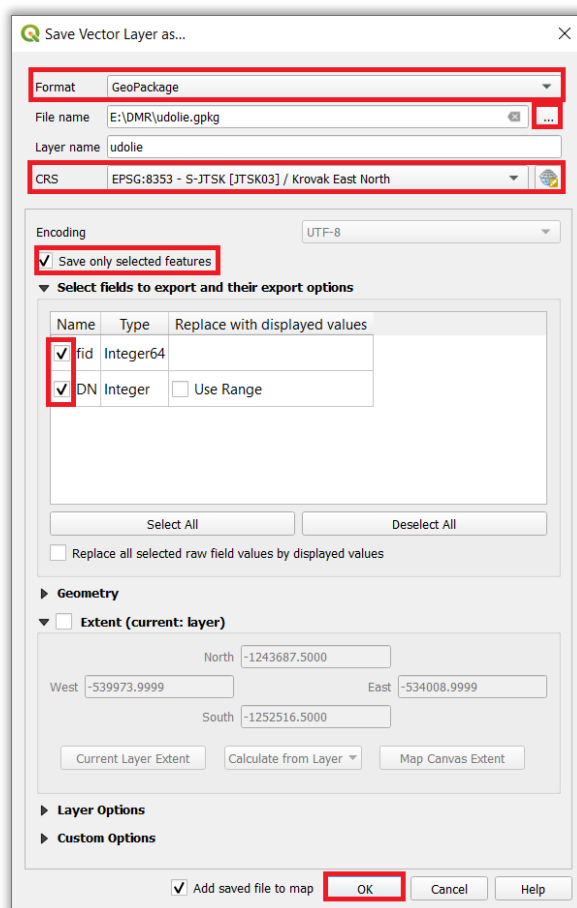 Save Vector Layer as...
Format GeoPackage
File name E:\DMR\udolie.gpkg ...
Layer name udolie
CRS EPSG:8353 - S-JTSK [JTSK03] / Krovak East North
Encoding UTF-8
Save only selected features
Select fields to export and their export options
Name Type Replace with displayed values
fid Integer64
DN Integer Use Range
Select All Deselect All
Replace all selected raw field values by displayed values
Geometry
Extent (current: layer)
North -1243687.5000
West -539973.9999 East -534008.9999
South -1252516.5000
Current Layer Extent Calculate from Layer Map Canvas Extent
Layer Options
Custom Options
Add saved file to map OK Cancel Help